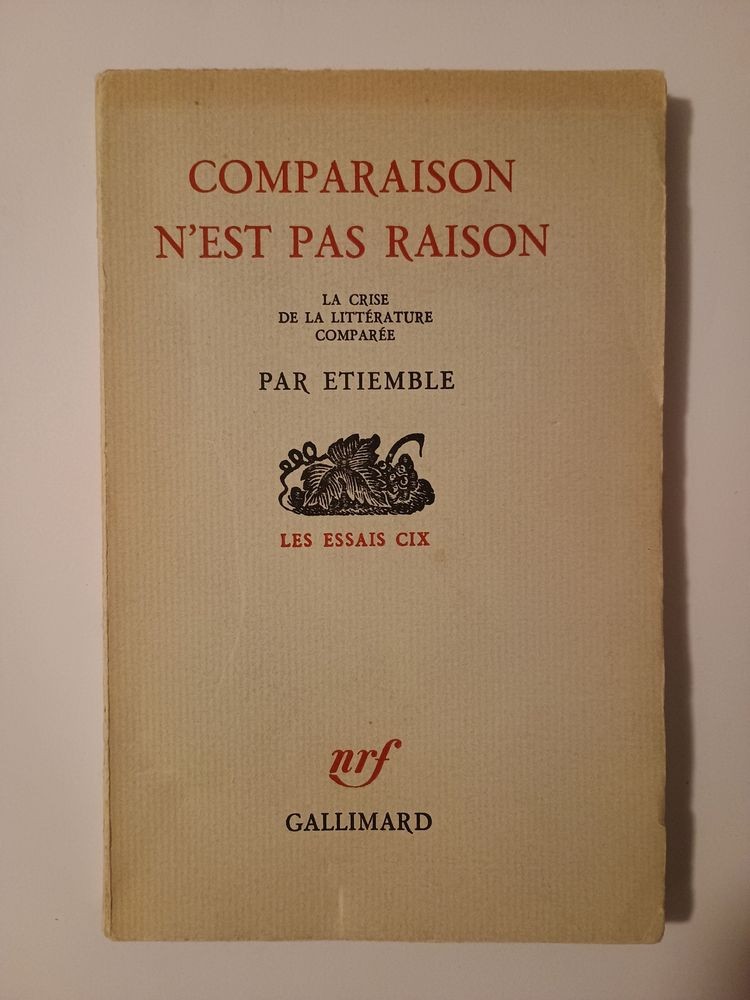 COMPARAISON
N'EST PAS RAISON
LA CRISE
DE LA LITTÉRATURE
COMPARÉE
PAR ETIEMBLE
LES ESSAIS CIX
nrf
GALLIMARD